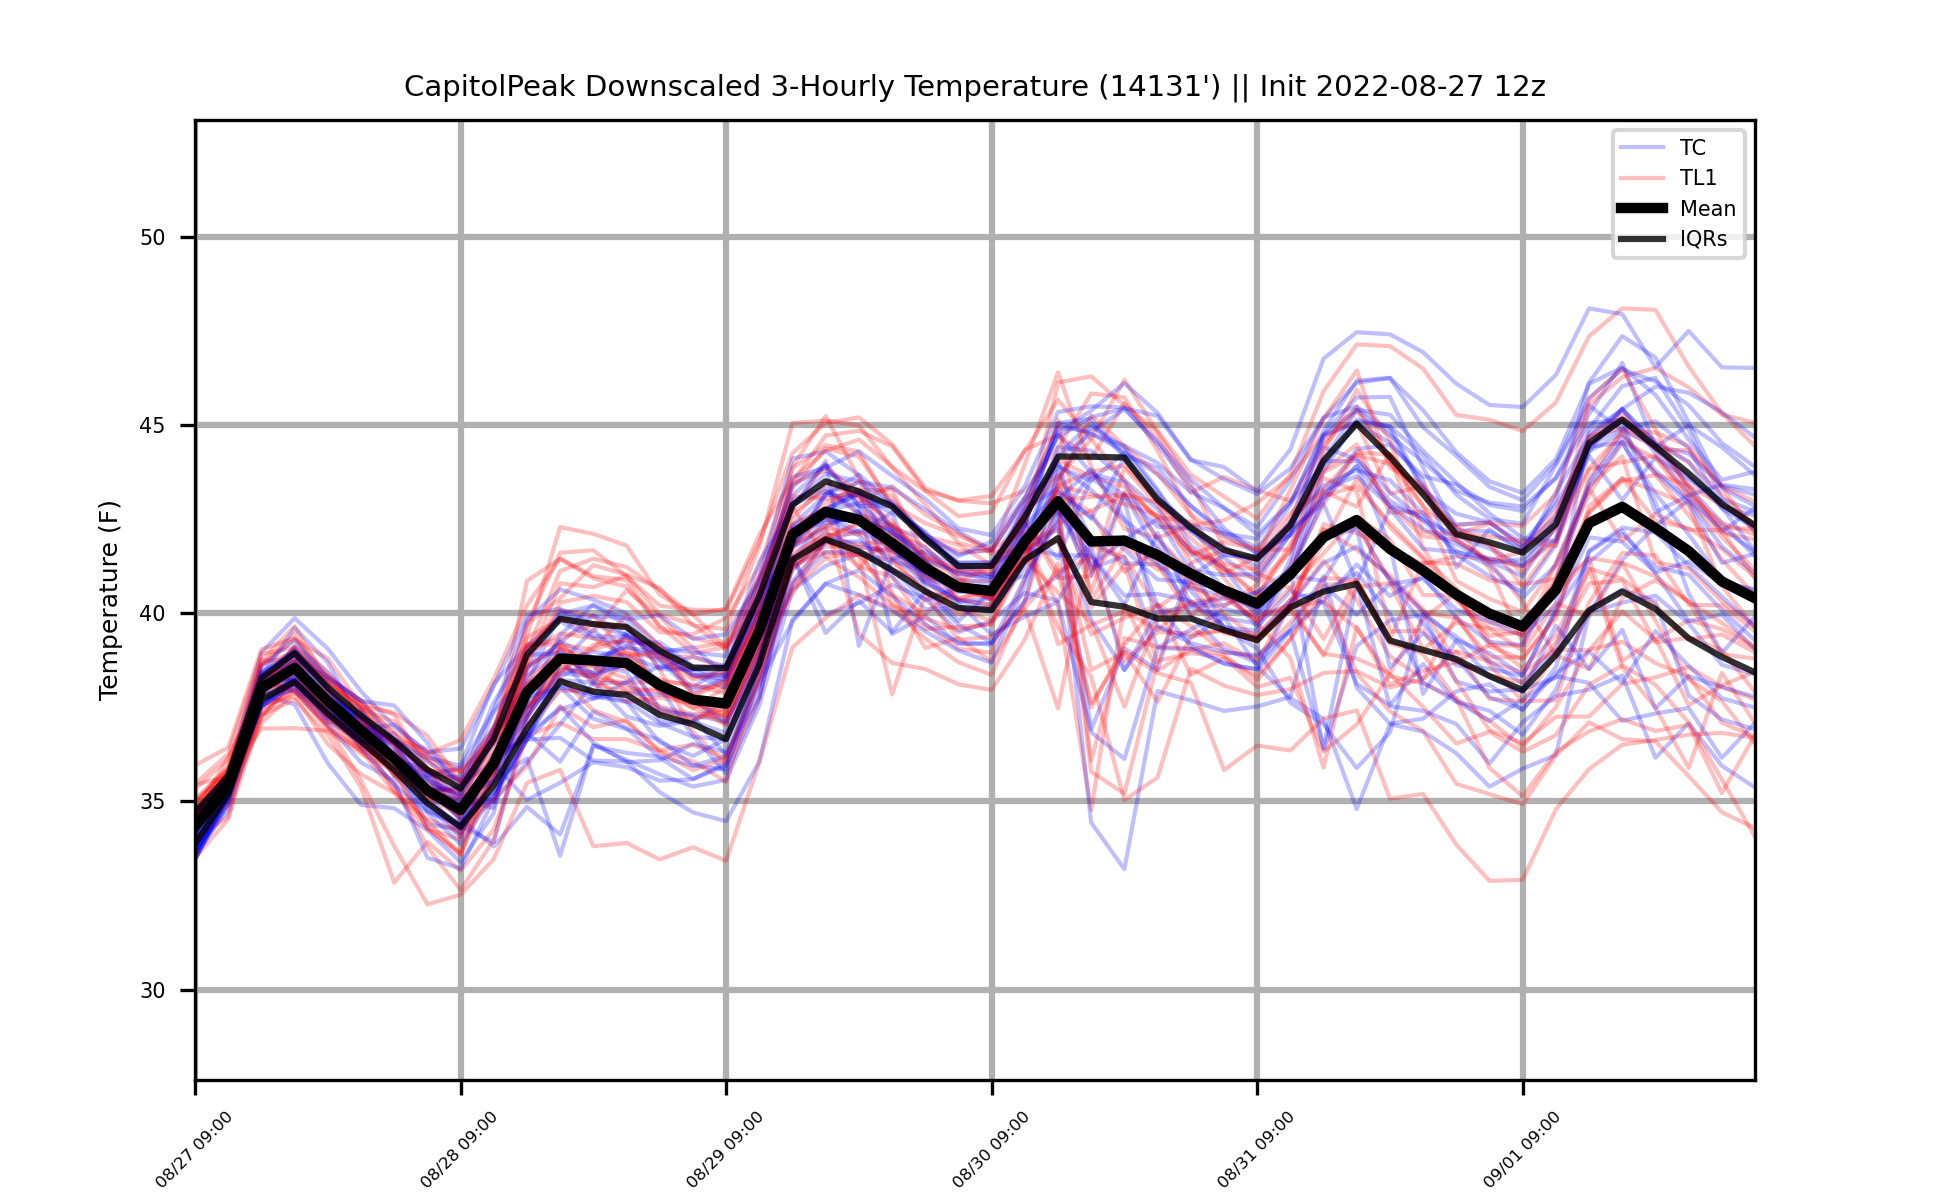 CapitolPeak Downscaled 3-Hourly Temperature (14131') || Init 2022-08-27 12z
TC
TL1
Mean
IQRs
Temperature (F)
50
45
40
35
30
08/27 09:00
08/28 09:00
08/29 09:00
08/30 09:00
08/31 09:00
09/01 09:00